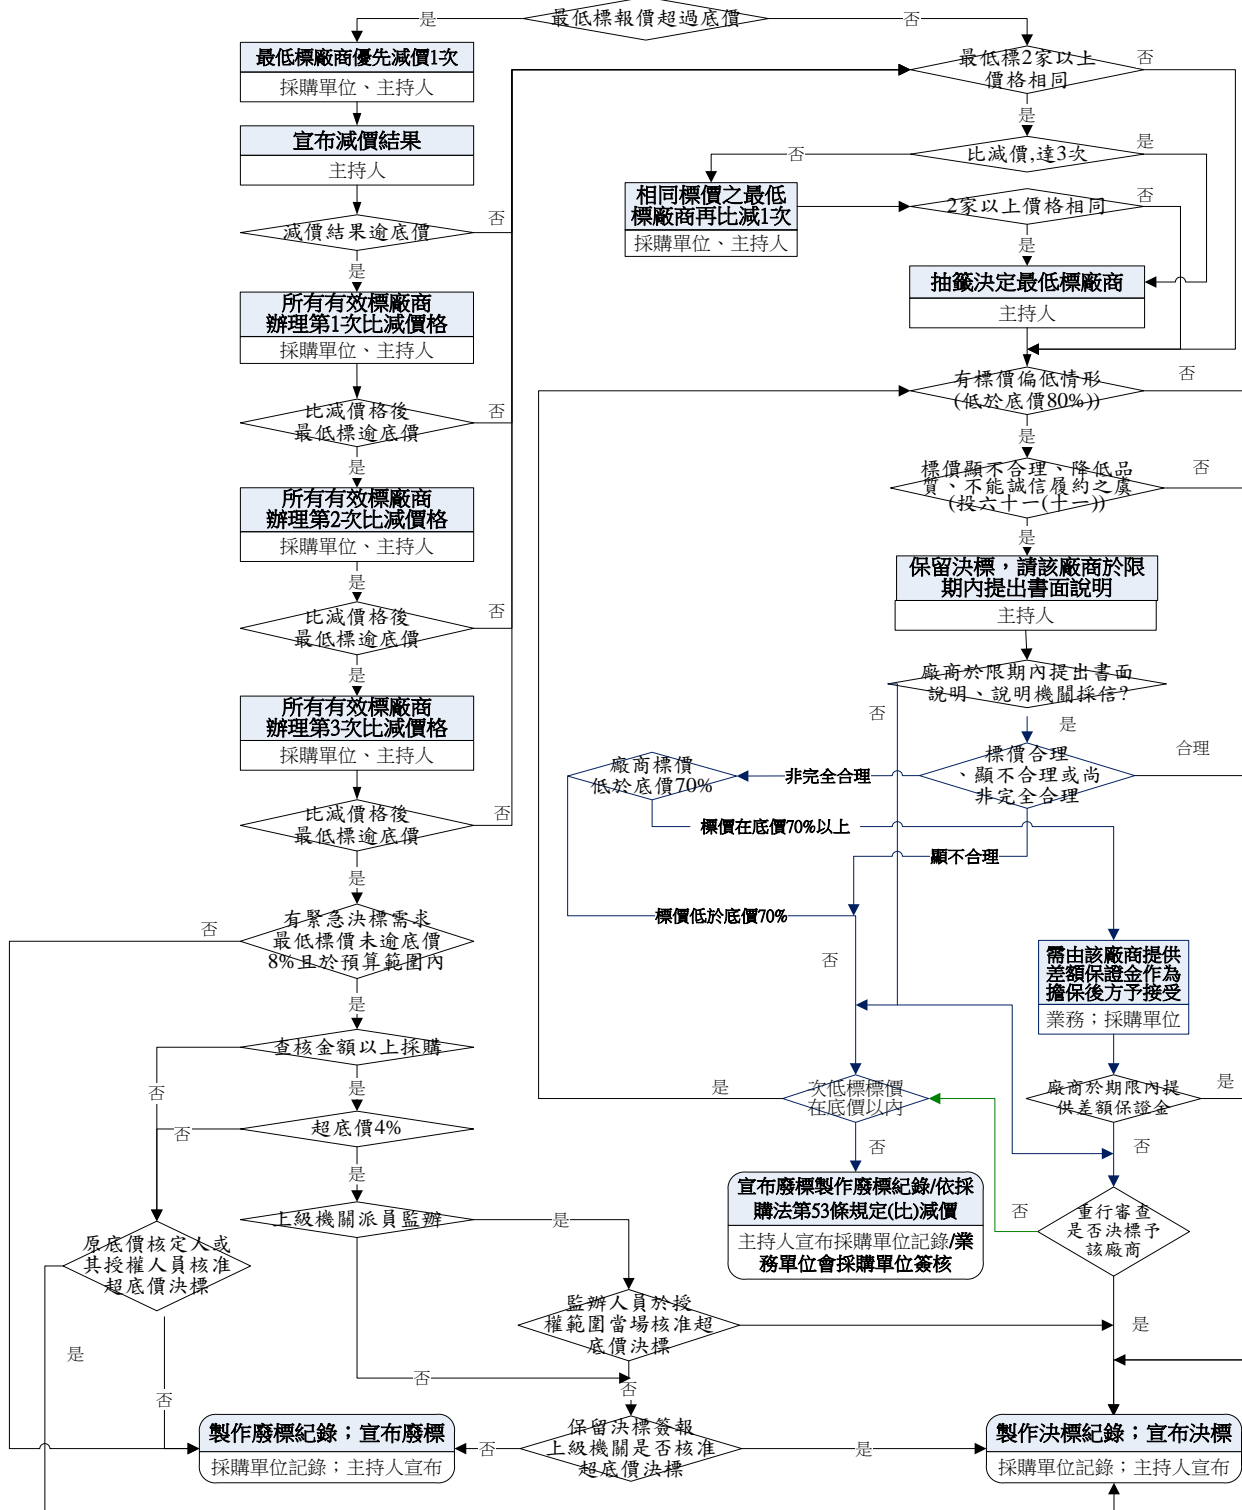 最低標報價超過底價
是
否
最低標廠商優先減價1次
採購單位、主持人
宣布減價結果
主持人
減價結果逾底價
否
是
所有有效標廠商
辦理第1次比減價格
採購單位、主持人
比減價格後
最低標逾底價
否
是
所有有效標廠商
辦理第2次比減價格
採購單位、主持人
是
比減價格後
最低標逾底價
否
是
所有有效標廠商
辦理第3次比減價格
採購單位、主持人
比減價格後
最低標逾底價
否
是
有緊急決標需求
最低標價未逾底價
8%且於預算範圍內
否
是
查核金額以上採購
否
是
超底價4%
否
是
上級機關派員監辦
是
否
原底價核定人或
其授權人員核准
超底價決標
是
否
監辦人員於授
權範圍當場核准超
底價決標
是
否
保留決標簽報
上級機關是否核准
超底價決標
否
是
製作廢標紀錄；宣布廢標
採購單位記錄；主持人宣布
最低標2家以上
價格相同
否
是
比減價,達3次
否
是
相同標價之最低
標廠商再比減1次
採購單位、主持人
2家以上價格相同
否
是
抽籤決定最低標廠商
主持人
有標價偏低情形
(低於底價80%))
否
是
標價顯不合理、降低品
質、不能誠信履約之虞
(投六十一(十一))
否
是
保留決標，請該廠商於限
期內提出書面說明
主持人
廠商於限期內提出書面
說明、說明機關採信?
否
是
標價合理
、顯不合理或尚
非完全合理
合理
非完全合理
顯不合理
廠商標價
低於底價70%
標價在底價70%以上
標價低於底價70%
否
需由該廠商提供
差額保證金作為
擔保後方予接受
業務；採購單位
廠商於期限內提
供差額保證金
是
否
次低標標價
在底價以內
是
否
宣布廢標製作廢標紀錄/依採
購法第53條規定(比)減價
主持人宣布採購單位記錄/業
務單位會採購單位簽核
重行審查
是否決標予
該廠商
否
是
製作決標紀錄；宣布決標
採購單位記錄；主持人宣布